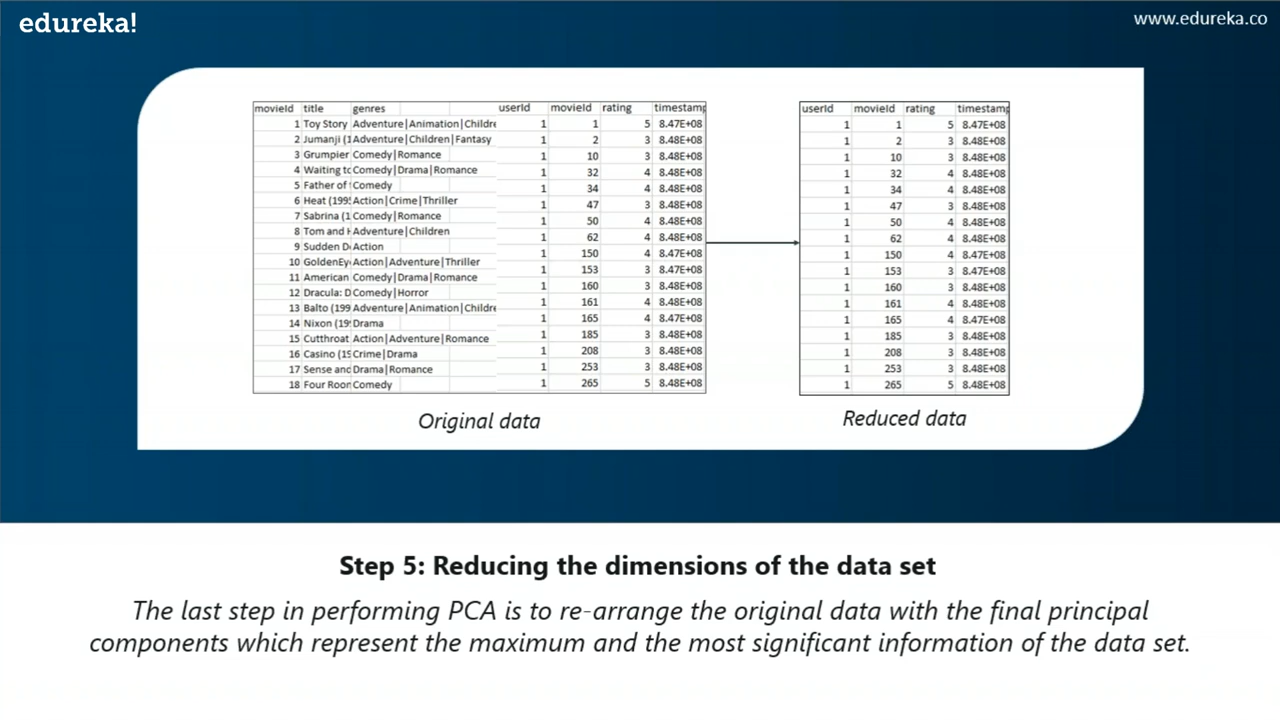 edureka!
www.edureka.co
movieId title genres userId movieId rating timestamp
1 Toy Story Adventure|Animation|Childre 1 1 5 8.47E+08
2 Jumanji (1 Adventure|Children|Fantasy 1 2 3 8.48E+08
3 Grumpier Comedy|Romance 1 10 3 8.48E+08
4 Waiting to Comedy|Drama|Romance 1 32 4 8.48E+08
5 Father of Comedy 1 34 4 8.48E+08
6 Heat (199 Action|Crime|Thriller 1 47 3 8.48E+08
7 Sabrina (1 Comedy|Romance 1 50 4 8.48E+08
8 Tom and Adventure|Children 1 62 4 8.48E+08
9 Sudden D Action 1 150 4 8.47E+08
10 GoldenEy Action|Adventure|Thriller 1 153 3 8.47E+08
11 American Comedy|Drama|Romance 1 160 3 8.48E+08
12 Dracula: D Comedy|Horror 1 161 4 8.48E+08
13 Balto (199 Adventure|Animation|Childre 1 165 4 8.47E+08
14 Nixon (19 Drama 1 185 3 8.48E+08
15 Cutthroat Action|Adventure|Romance 1 208 3 8.48E+08
16 Casino (19 Crime|Drama 1 253 3 8.48E+08
17 Sense and Drama|Romance 1 265 5 8.48E+08
18 Four Roon Comedy
Original data
userId movieId rating timestamp
1 1 5 8.47E+08
1 2 3 8.48E+08
1 10 3 8.48E+08
1 32 4 8.48E+08
1 34 4 8.48E+08
1 47 3 8.48E+08
1 50 4 8.48E+08
1 62 4 8.48E+08
1 150 4 8.47E+08
1 153 3 8.47E+08
1 160 3 8.48E+08
1 161 4 8.48E+08
1 165 4 8.47E+08
1 185 3 8.48E+08
1 208 3 8.48E+08
1 253 3 8.48E+08
1 265 5 8.48E+08
Reduced data
Step 5: Reducing the dimensions of the data set
The last step in performing PCA is to re-arrange the original data with the final principal
components which represent the maximum and the most significant information of the data set.